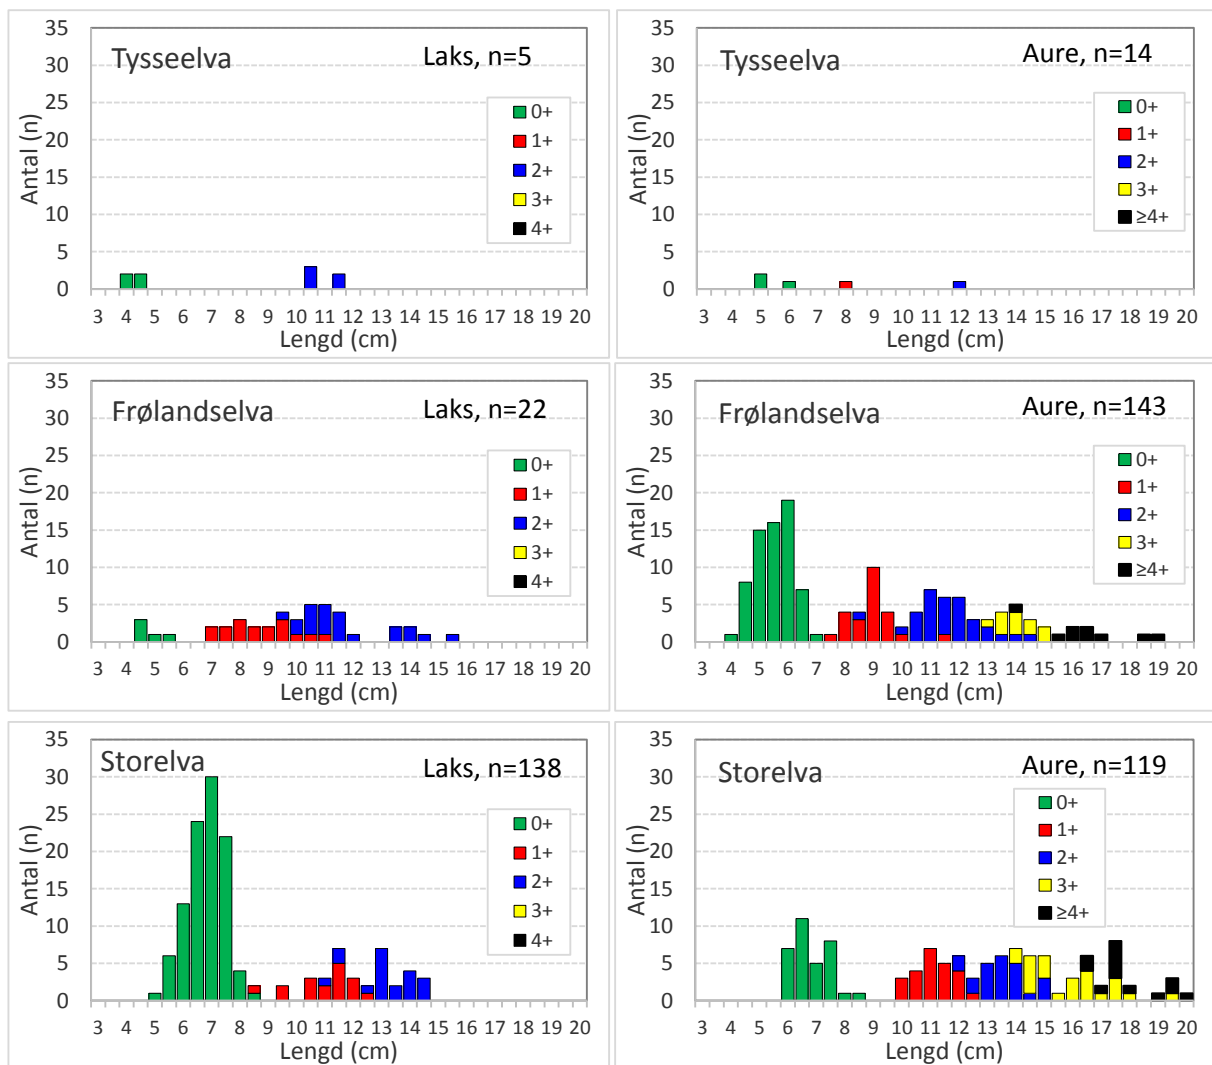 Tysseelva
Laks, n=5
Antal (n)
35
30
25
20
15
10
5
0
0+
1+
2+
3+
4+
3 4 5 6 7 8 9 10 11 12 13 14 15 16 17 18 19 20
Lengd (cm)
Tysseelva
Aure, n=14
Antal (n)
35
30
25
20
15
10
5
0
0+
1+
2+
3+
≥4+
3 4 5 6 7 8 9 10 11 12 13 14 15 16 17 18 19 20
Lengd (cm)
Frølandselva
Laks, n=22
Antal (n)
35
30
25
20
15
10
5
0
0+
1+
2+
3+
4+
3 4 5 6 7 8 9 10 11 12 13 14 15 16 17 18 19 20
Lengd (cm)
Frølandselva
Aure, n=143
Antal (n)
35
30
25
20
15
10
5
0
0+
1+
2+
3+
≥4+
3 4 5 6 7 8 9 10 11 12 13 14 15 16 17 18 19 20
Lengd (cm)
Storelva
Laks, n=138
Antal (n)
35
30
25
20
15
10
5
0
0+
1+
2+
3+
4+
3 4 5 6 7 8 9 10 11 12 13 14 15 16 17 18 19 20
Lengd (cm)
Storelva
Aure, n=119
Antal (n)
35
30
25
20
15
10
5
0
0+
1+
2+
3+
≥4+
3 4 5 6 7 8 9 10 11 12 13 14 15 16 17 18 19 20
Lengd (cm)